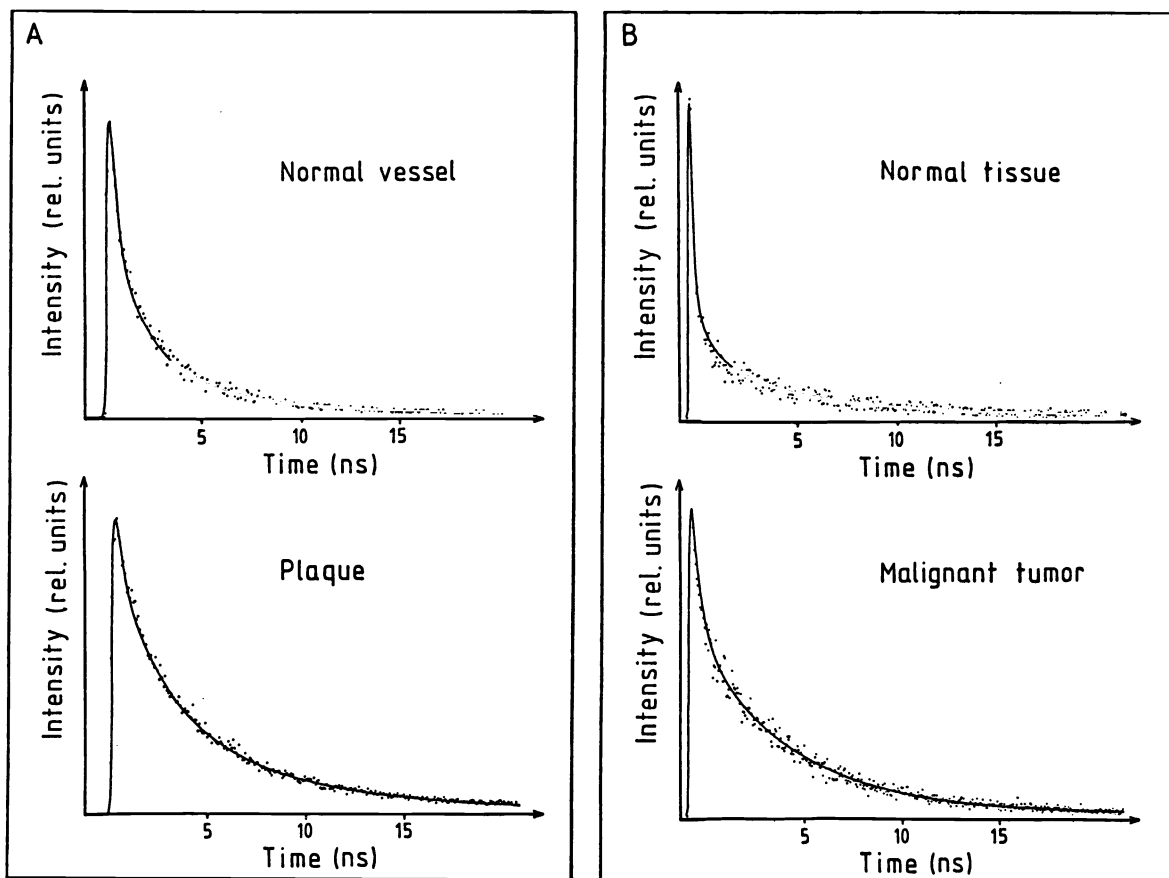 A
Intensity (rel. units)
Normal vessel
5 10 15
Time (ns)
Intensity (rel. units)
Plaque
5 10 15
Time (ns)
B
Intensity (rel. units)
Normal tissue
5 10 15
Time (ns)
Intensity (rel. units)
Malignant tumor
5 10 15
Time (ns)